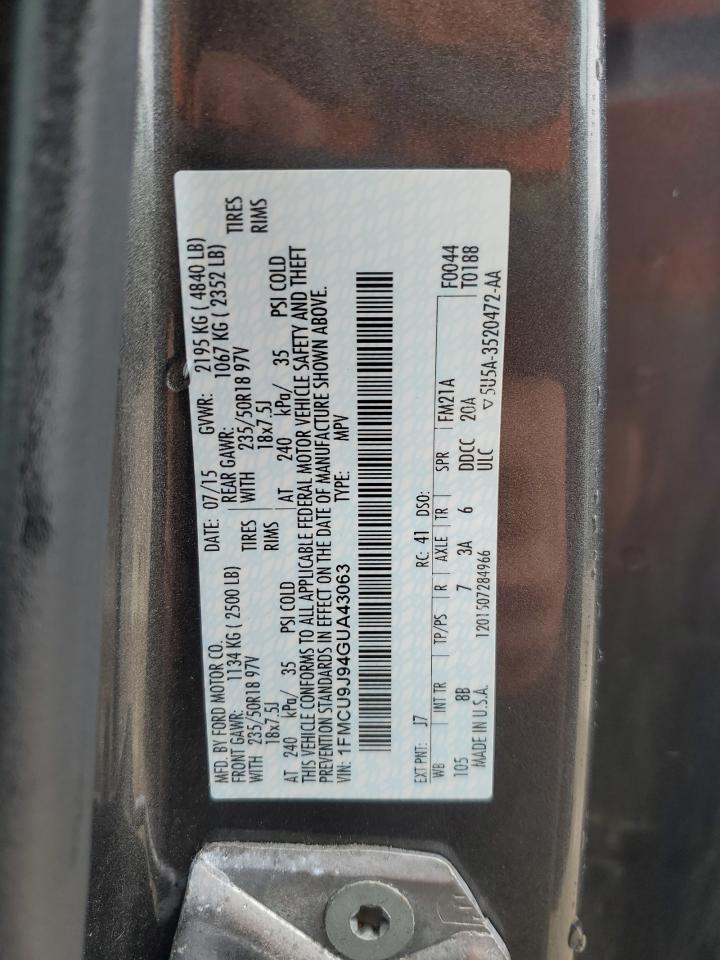 MFD. BY FORD MOTOR CO. DATE: 07/15 GVWR: 2195 KG ( 4840 LB)
FRONT GAWR: 1134 KG ( 2500 LB) REAR GAWR: 1067 KG ( 2352 LB)
WITH 235/50R18 97V TIRES WITH 235/50R18 97V TIRES
18x7.5J RIMS 18x7.5J RIMS
AT 240 kPa/ 35 PSI COLD AT 240 kPa/ 35 PSI COLD
THIS VEHICLE CONFORMS TO ALL APPLICABLE FEDERAL MOTOR VEHICLE SAFETY AND THEFT
PREVENTION STANDARDS IN EFFECT ON THE DATE OF MANUFACTURE SHOWN ABOVE.
VIN: 1FMCU9J94GUA43063 TYPE: MPV
EXT PNT: J7 RC: 41 DSO: FM21A F0044
WB INT TR TP/PS R AXLE TR SPR 20A T0188
105 8B 7 3A 6 DDCC
MADE IN U.S.A. 1201507284966 ULC ▽5U5A-3520472-AA